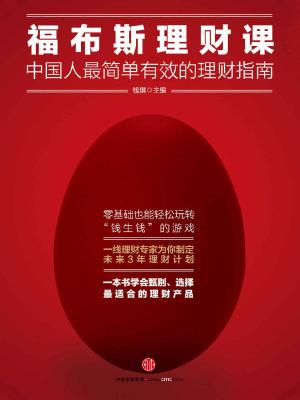 福布斯理财课
中国人最简单有效的理财指南
钱琪◎主编
零基础也能轻松玩转
“钱生钱”的游戏
一线理财专家为你制定
未来3年理财计划
一本书学会甄别、选择
最适合的理财产品